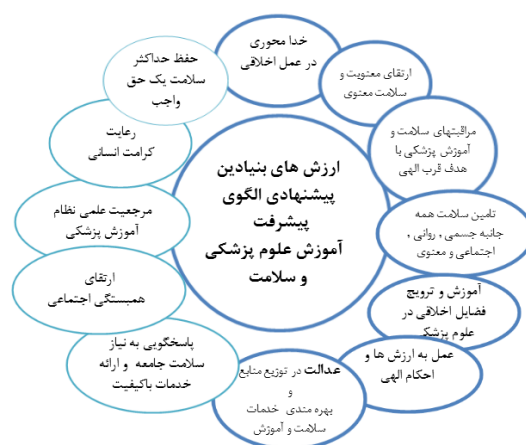 خدا محوری
در عمل اخلاقی
ارتقای معنویت و
سلامت معنوی
مراقبتهای سلامت و
آموزش پزشکی با
هدف قرب الهی
تامین سلامت همه
جانبه جسمی , روانی ,
اجتماعی و معنوی
آموزش و ترویج
فضایل اخلاقی در
علوم پزشکی
عمل به ارزش ها و
احکام الهی
عدالت در توزیع منابع
و
بهره مندی خدمات
سلامت و آموزش
پاسخگویی به نیاز
سلامت جامعه و ارائه
خدمات باکیفیت
ارتقای
همبستگی اجتماعی
مرجعیت علمی نظام
آموزش پزشکی
رعایت
کرامت انسانی
حفظ حداکثر
سلامت یک حق
واجب
ارزش های بنیادین
پیشنهادی الگوی
پیشرفت
آموزش علوم پزشکی
و سلامت